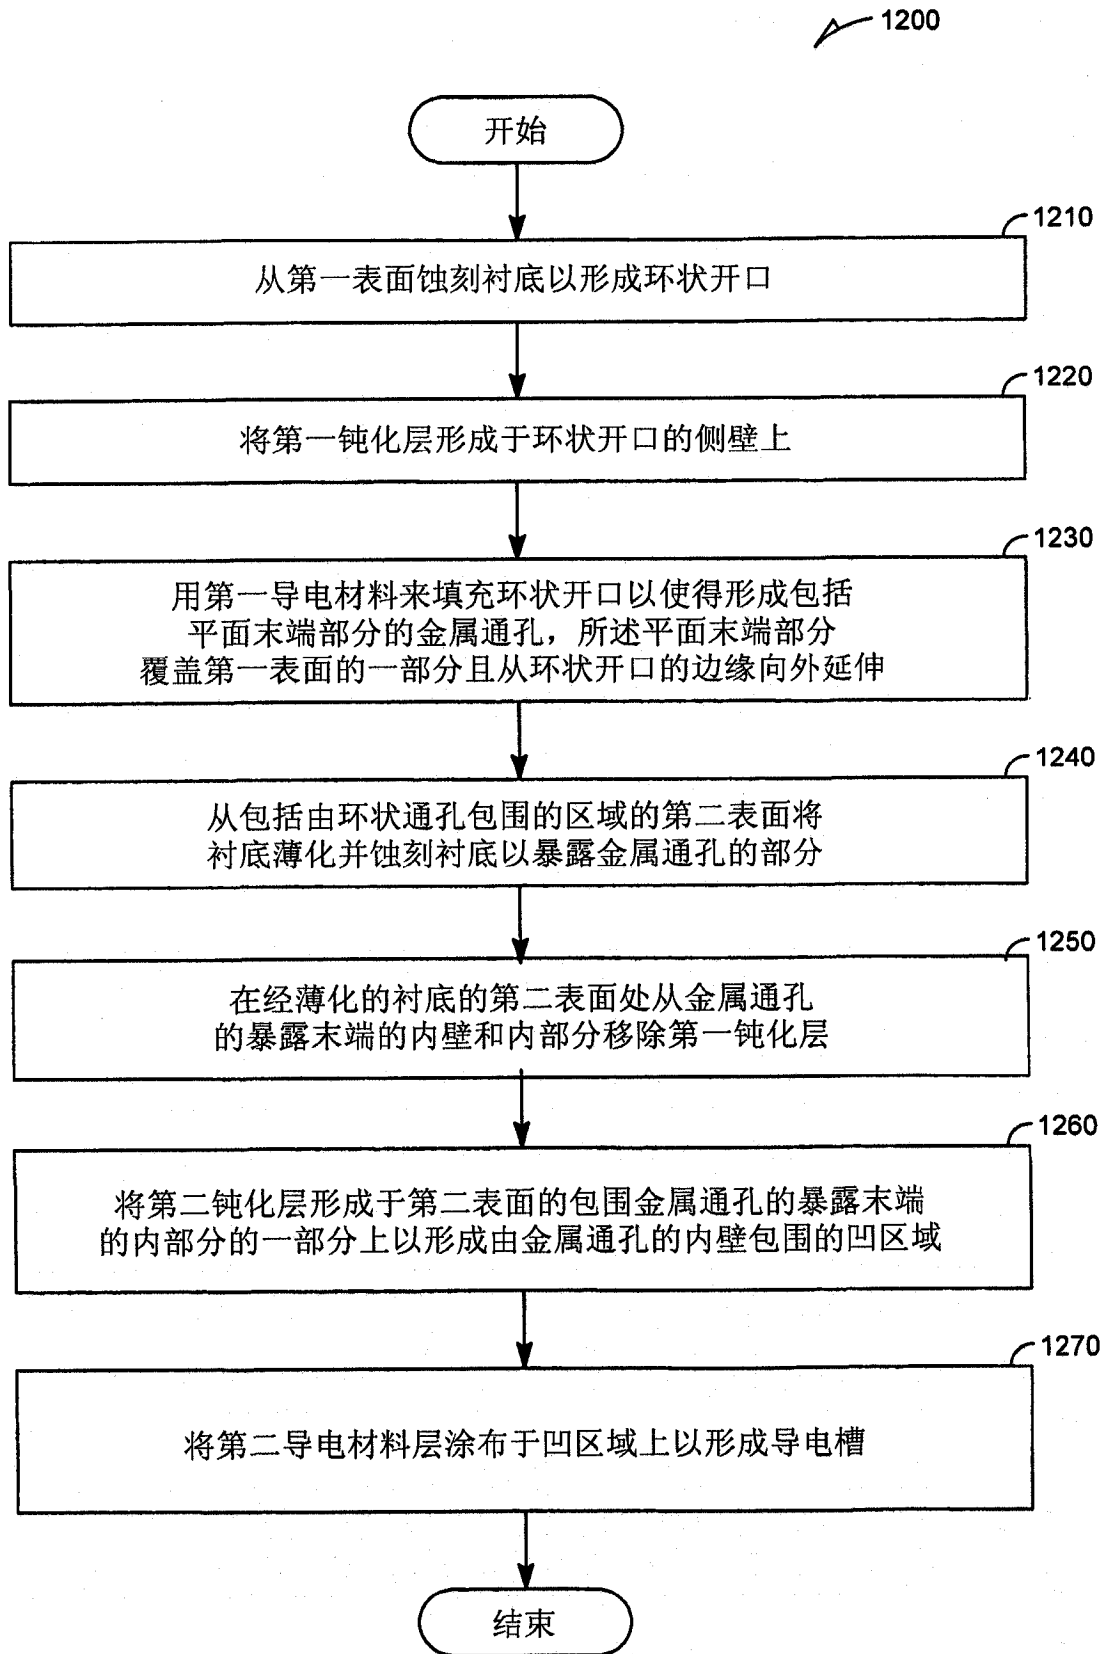 1200
开始
1210
从第一表面蚀刻衬底以形成环状开口
1220
将第一钝化层形成于环状开口的侧壁上
1230
用第一导电材料来填充环状开口以使得形成包括
平面末端部分的金属通孔，所述平面末端部分
覆盖第一表面的一部分且从环状开口的边缘向外延伸
1240
从包括由环状通孔包围的区域的第二表面将
衬底薄化并蚀刻衬底以暴露金属通孔的部分
1250
在经薄化的衬底的第二表面处从金属通孔
的暴露末端的内壁和内部分移除第一钝化层
1260
将第二钝化层形成于第二表面的包围金属通孔的暴露末端
的内部分的一部分上以形成由金属通孔的内壁包围的凹区域
1270
将第二导电材料层涂布于凹区域上以形成导电槽
结束